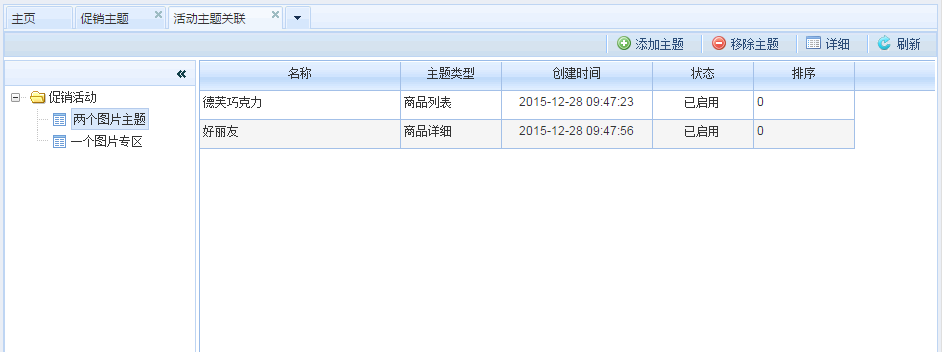 主页 促销主题 活动主题关联
添加主题 移除主题 详细 刷新
名称 主题类型 创建时间 状态 排序
促销活动
两个图片主题
一个图片专区
德芙巧克力 商品列表 2015-12-28 09:47:23 已启用 0
好丽友 商品详细 2015-12-28 09:47:56 已启用 0